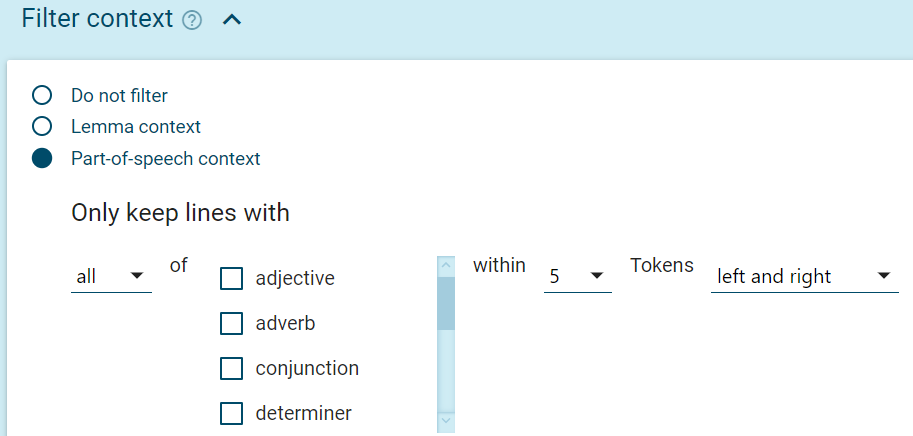 Filter context ?
Do not filter
Lemma context
Part-of-speech context
Only keep lines with
all of adjective within 5 Tokens left and right
adverb
conjunction
determiner